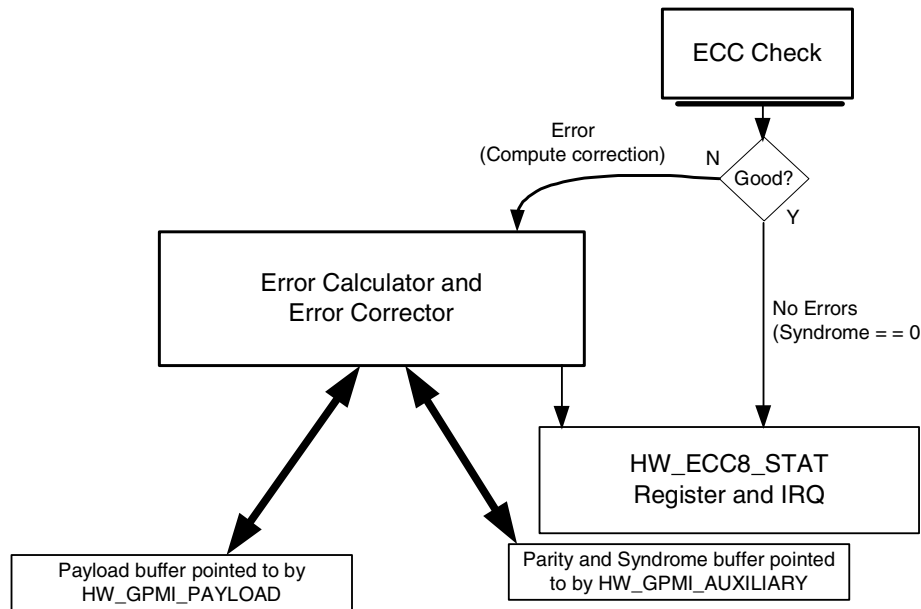 ECC Check
Error
(Compute correction)
N
Good?
Y
Error Calculator and
Error Corrector
No Errors
(Syndrome = = 0
HW_ECC8_STAT
Register and IRQ
Payload buffer pointed to by
HW_GPMI_PAYLOAD
Parity and Syndrome buffer pointed
to by HW_GPMI_AUXILIARY